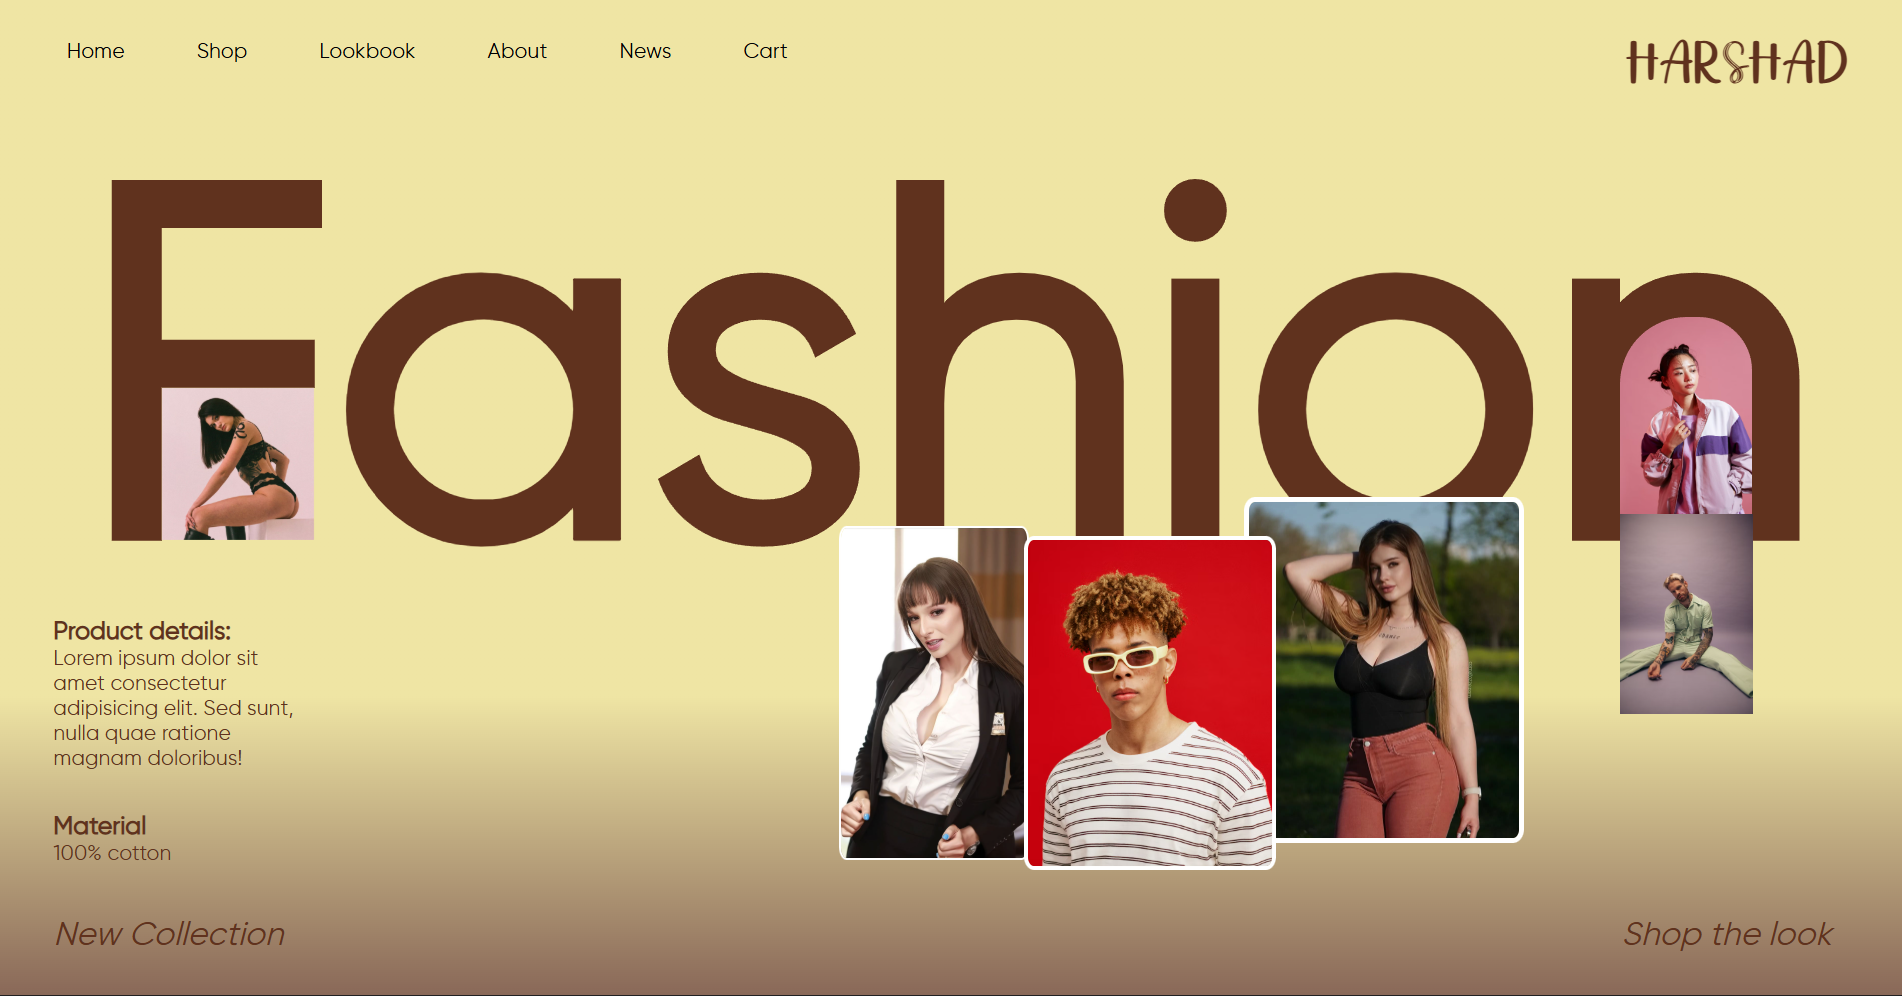 Home Shop Lookbook About News Cart
HARSHAD
Fashion
Product details:
Lorem ipsum dolor sit
amet consectetur
adipisicing elit. Sed sunt,
nulla quae ratione
magnam doloribus!
Material
100% cotton
New Collection
Shop the look